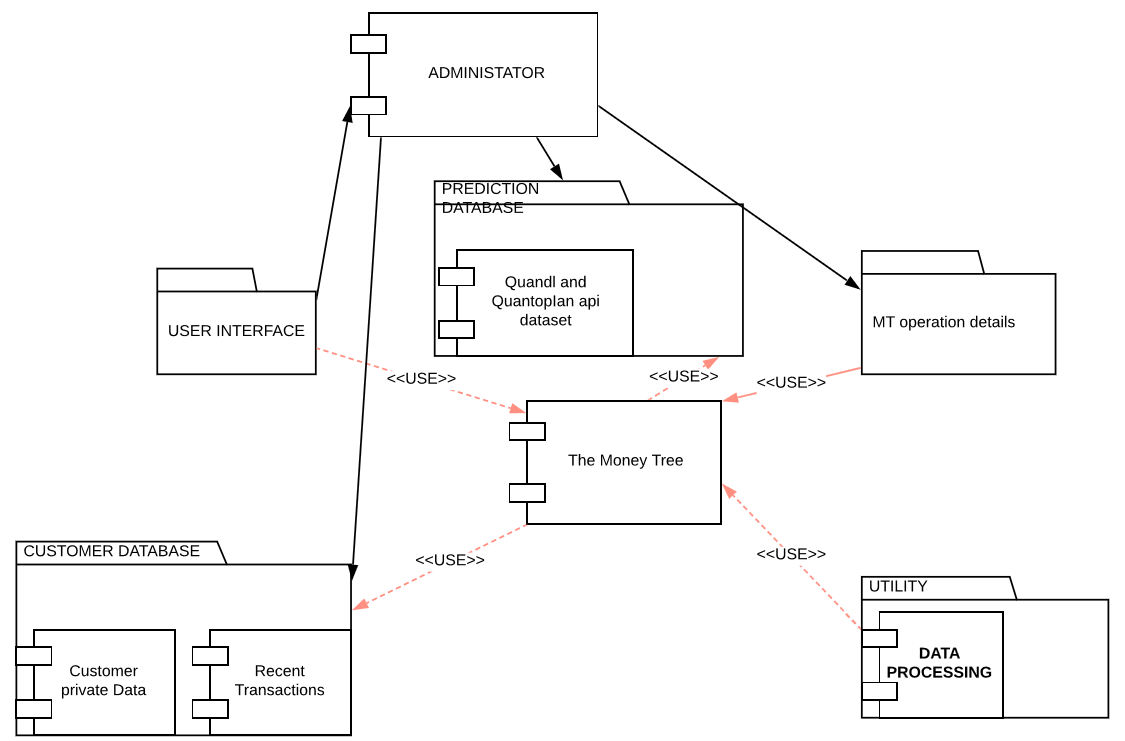 ADMINISTATOR
PREDICTION
DATABASE
Quandl and
Quantoplan api
dataset
USER INTERFACE
MT operation details
<<USE>>
<<USE>>
<<USE>>
The Money Tree
CUSTOMER DATABASE
<<USE>>
<<USE>>
UTILITY
Customer
private Data
Recent
Transactions
DATA
PROCESSING